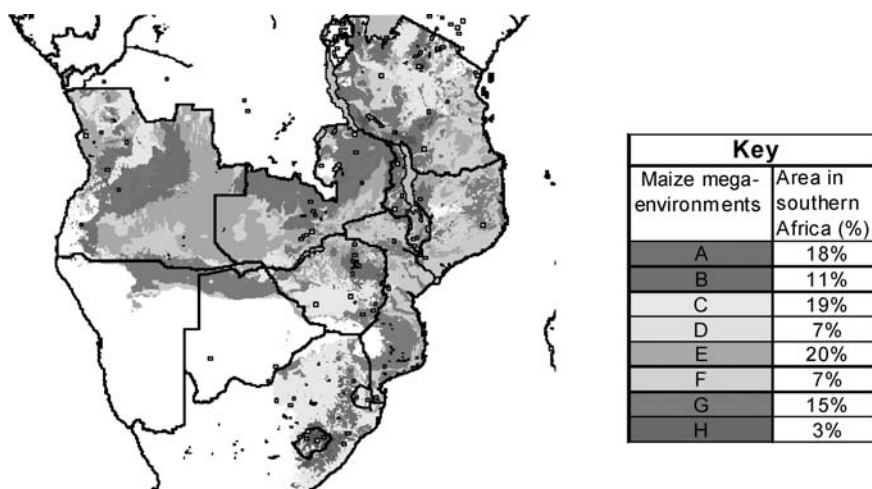 Key
Maize mega-
environments
Area in
southern
Africa (%)
A 18%
B 11%
C 19%
D 7%
E 20%
F 7%
G 15%
H 3%